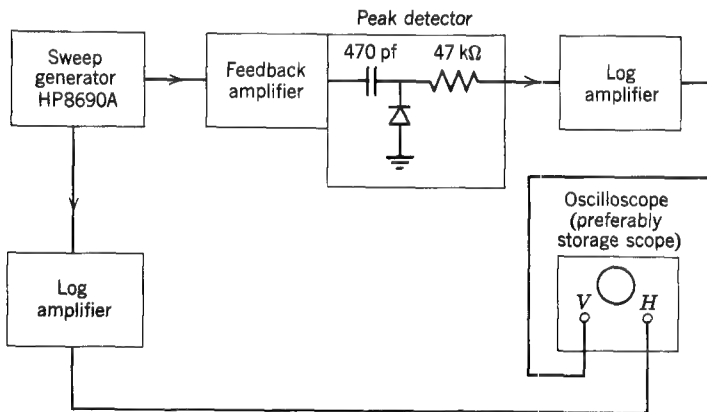 Peak detector
Sweep
generator
HP8690A
Feedback
amplifier
470 pf
47 kΩ
Log
amplifier
Oscilloscope
(preferably
storage scope)
V
H
Log
amplifier